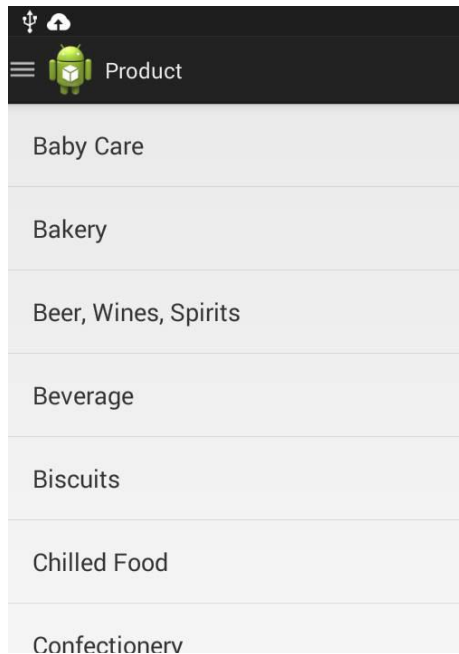 Product
Baby Care
Bakery
Beer, Wines, Spirits
Beverage
Biscuits
Chilled Food
Confectionery